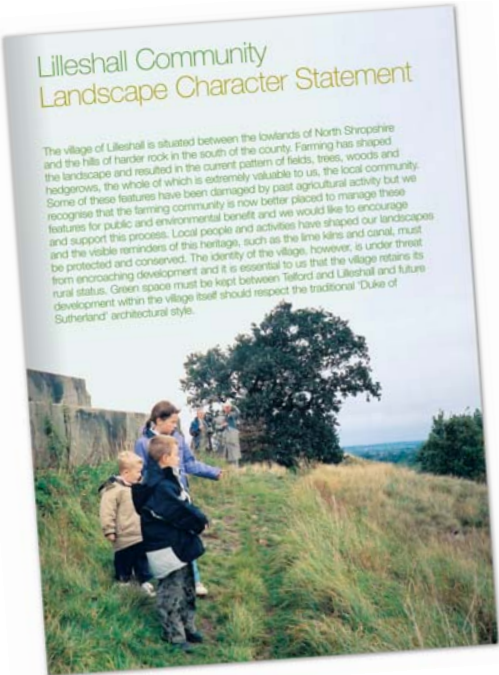 Lilleshall Community
Landscape Character Statement
The village of Lilleshall is situated between the lowlands of North Shropshire
and the hills of harder rock in the south of the county. Farming has shaped
the landscape and resulted in the current pattern of fields, trees, woods and
hedgerows, the whole of which is extremely valuable to us, the local community.
Some of these features have been damaged by past agricultural activity but we
recognise that the farming community is now better placed to manage these
features for public and environmental benefit and we would like to encourage
and support this process. Local people and activities have shaped our landscapes
and the visible reminders of this heritage, such as the lime kilns and canal, must
be protected and conserved. The identity of the village, however, is under threat
from encroaching development and it is essential to us that the village retains its
rural status. Green space must be kept between Telford and Lilleshall and future
development within the village itself should respect the traditional 'Duke of
Sutherland' architectural style.